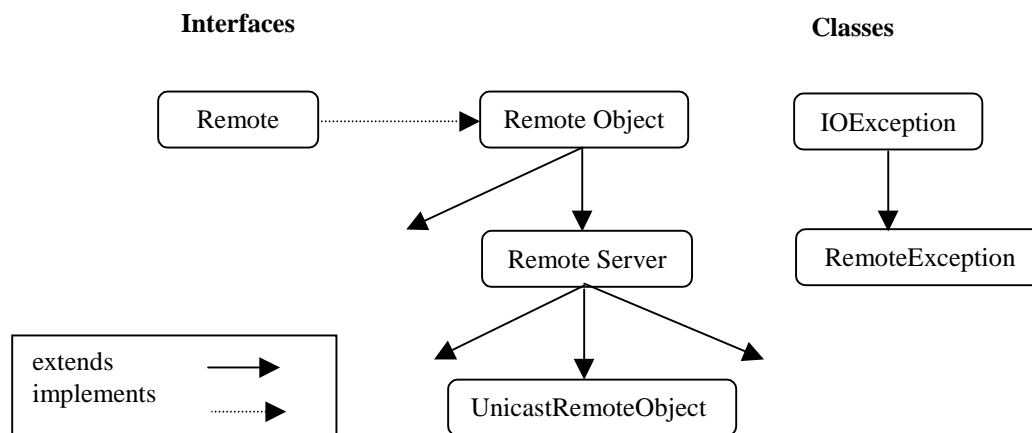 Interfaces
Classes
Remote
Remote Object
IOException
Remote Server
RemoteException
extends
implements
UnicastRemoteObject